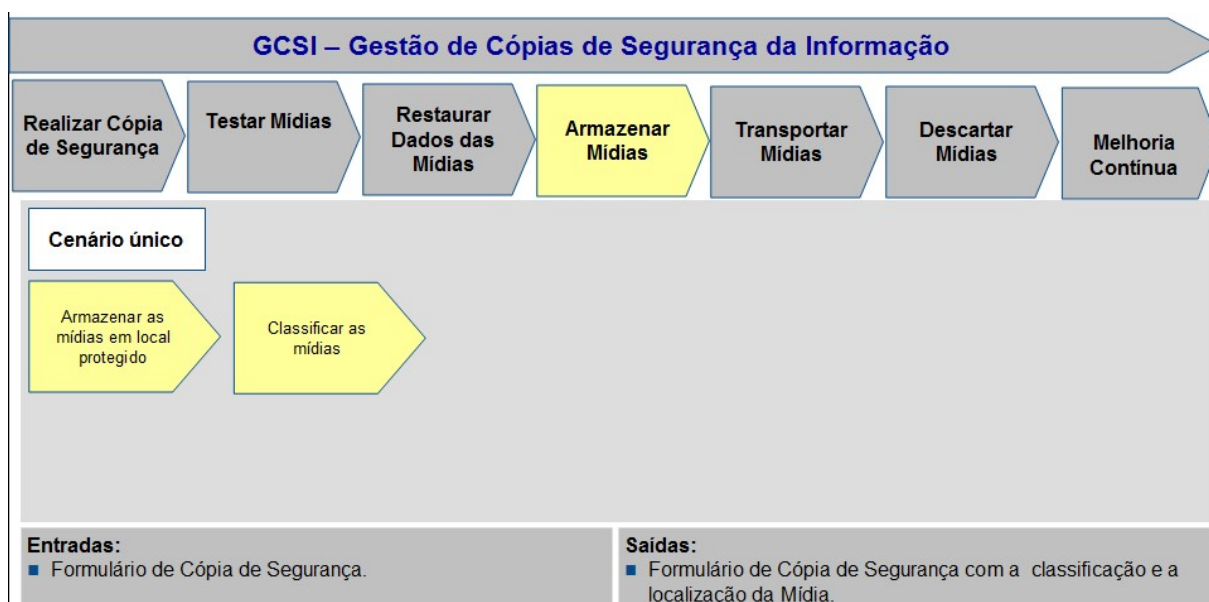 GCSI – Gestão de Cópias de Segurança da Informação
Realizar Cópia
de Segurança
Testar Mídias
Restaurar
Dados das
Mídias
Armazenar
Mídias
Transportar
Mídias
Descartar
Mídias
Melhoria
Contínua
Cenário único
Armazenar as
mídias em local
protegido
Classificar as
mídias
Entradas:
Formulário de Cópia de Segurança.
Saídas:
Formulário de Cópia de Segurança com a classificação e a
localização da Mídia.